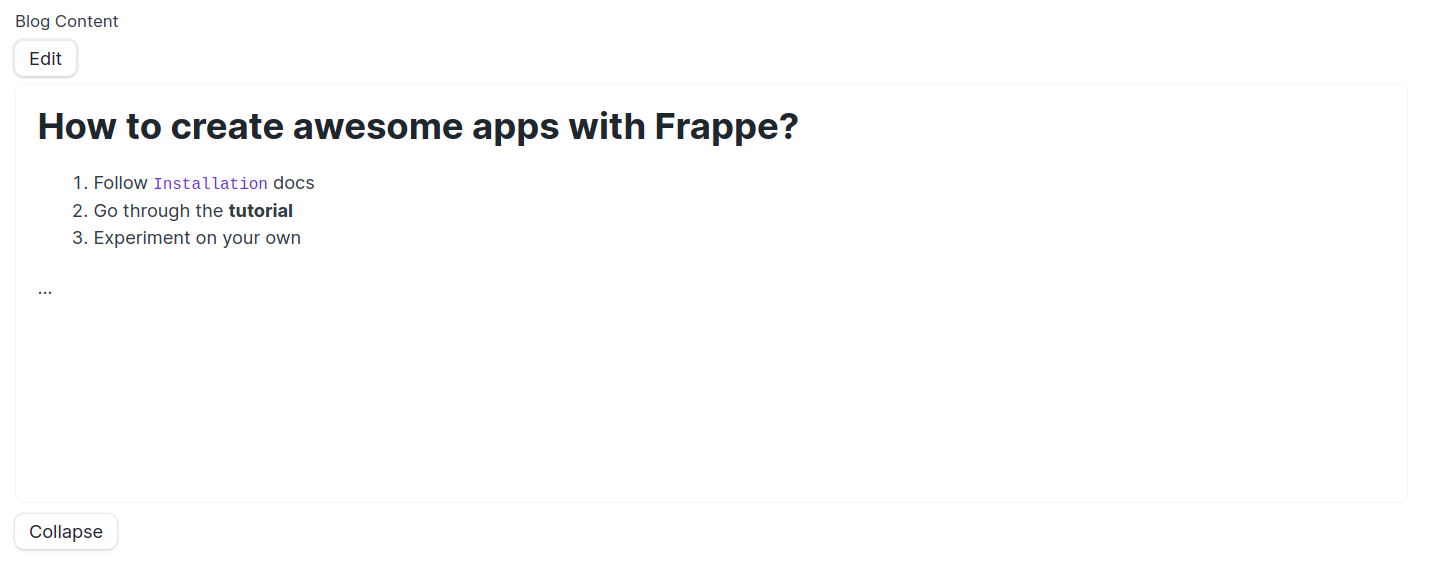 Blog Content
Edit
How to create awesome apps with Frappe?
1. Follow Installation docs
2. Go through the tutorial
3. Experiment on your own
...
Collapse